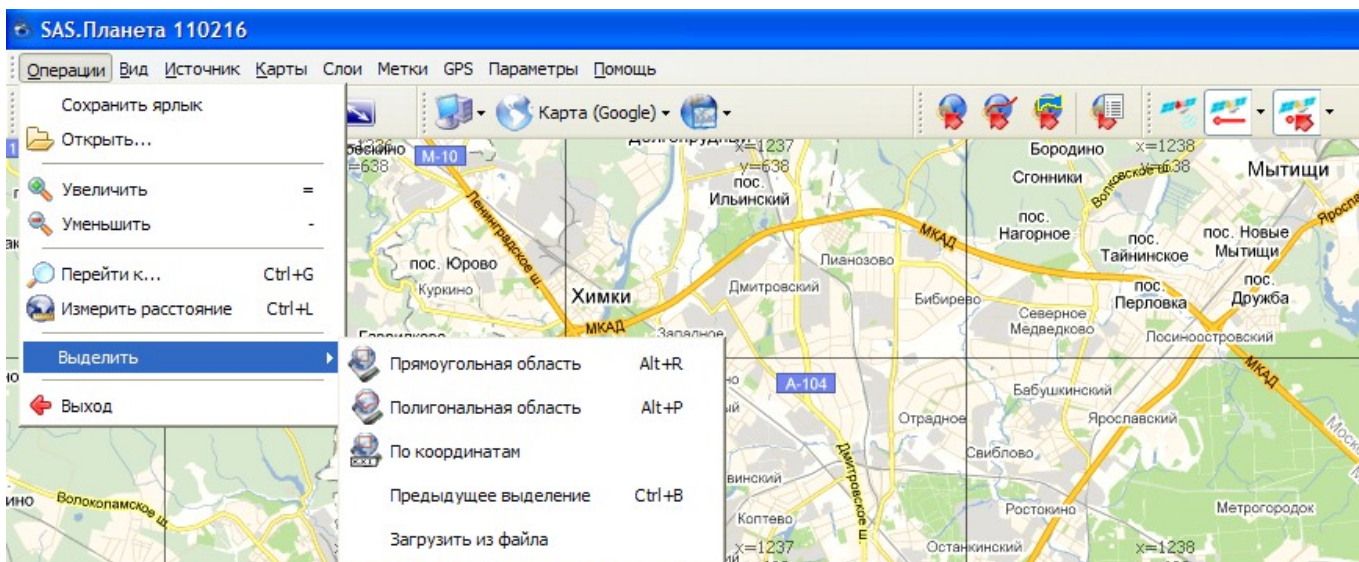 SAS.Планета 110216
Операции Вид Источник Карты Слои Метки GPS Параметры Помощь
Сохранить ярлык
Карта (Google)
Открыть...
Увеличить =
Уменьшить -
Перейти к... Ctrl+G
Измерить расстояние Ctrl+L
Выделить
Выход
Прямоугольная область Alt+R
Полигональная область Alt+P
По координатам
Предыдущее выделение Ctrl+B
Загрузить из файла
М-10
x=1237
y=638
=638
Бородино
x=1238
Сгонники
Мытищи
пос.
Ильинский
Ленинградское ш.
МКАД
пос.
Нагорное
пос.
Тайнинское
пос. Новые
Мытищи
пос. Юрово
Лианозово
Куркино
Химки
Дмитровский
Бибирево
пос.
Перловка
пос.
Дружба
Северное
Медведково
МКАД
Западное
Лосиноостровский
МКАД
А-104
Бабушкинский
Отрадное
Ярославский
Свиблово
Дмитровское ш.
Волоколамское ш.
Коптево
Ростокино
Метрогородок
Останкинский
x=1237
x=1238